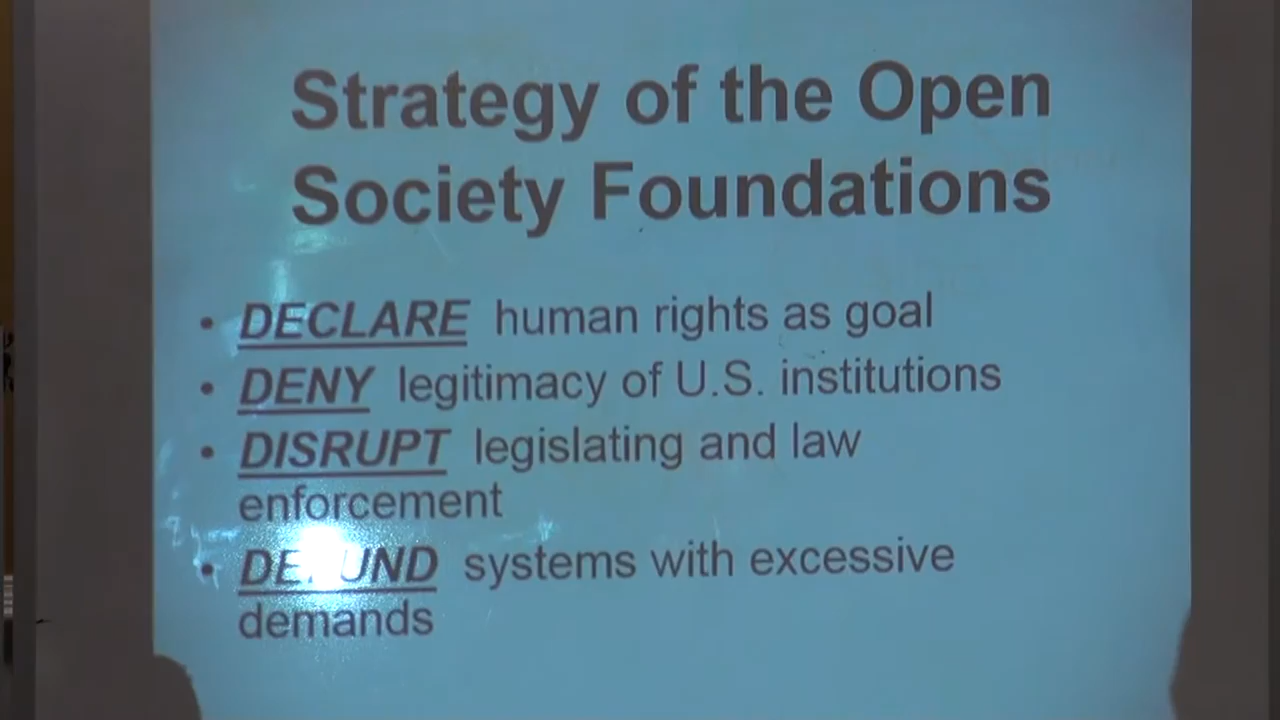 Strategy of the Open
Society Foundations
• DECLARE human rights as goal
• DENY legitimacy of U.S. institutions
• DISRUPT legislating and law
enforcement
• DEFUND systems with excessive
demands